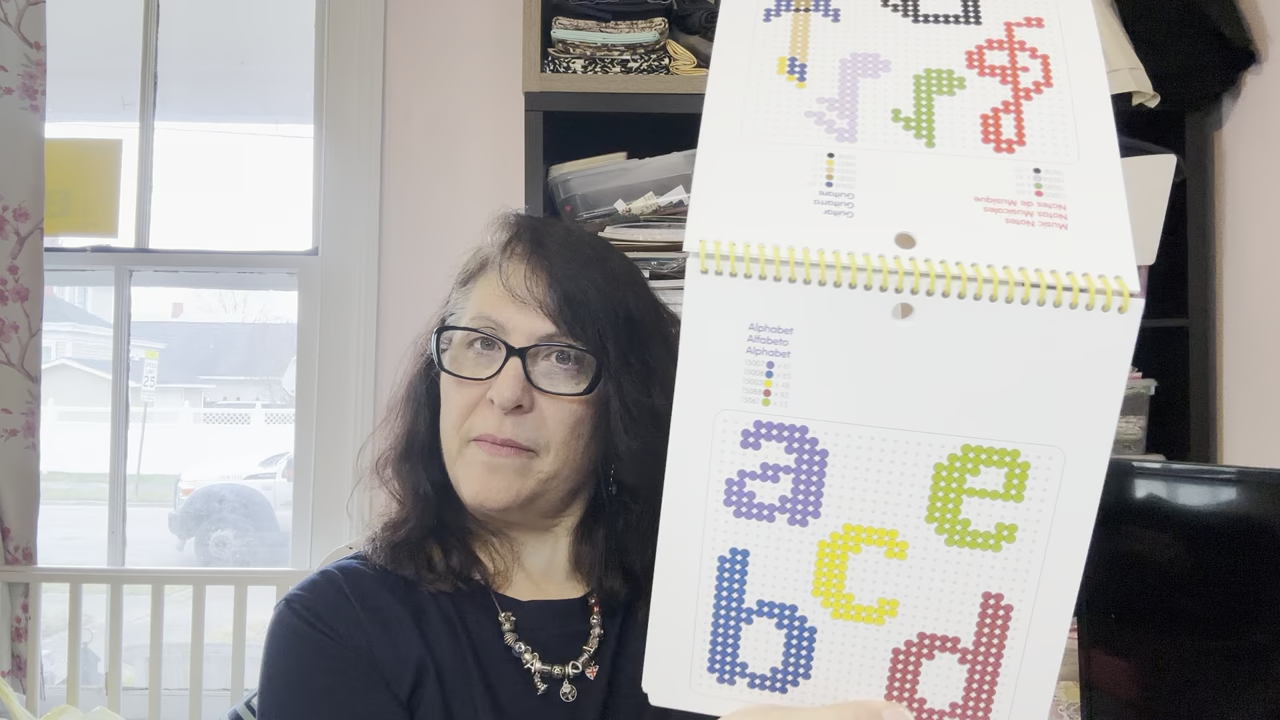 Music Notes
Notas Musicales
Notes de Musique
Guitar
Guitarra
Guitare
Alphabet
Alfabeto
Alphabet
a
e
c
b
d
25